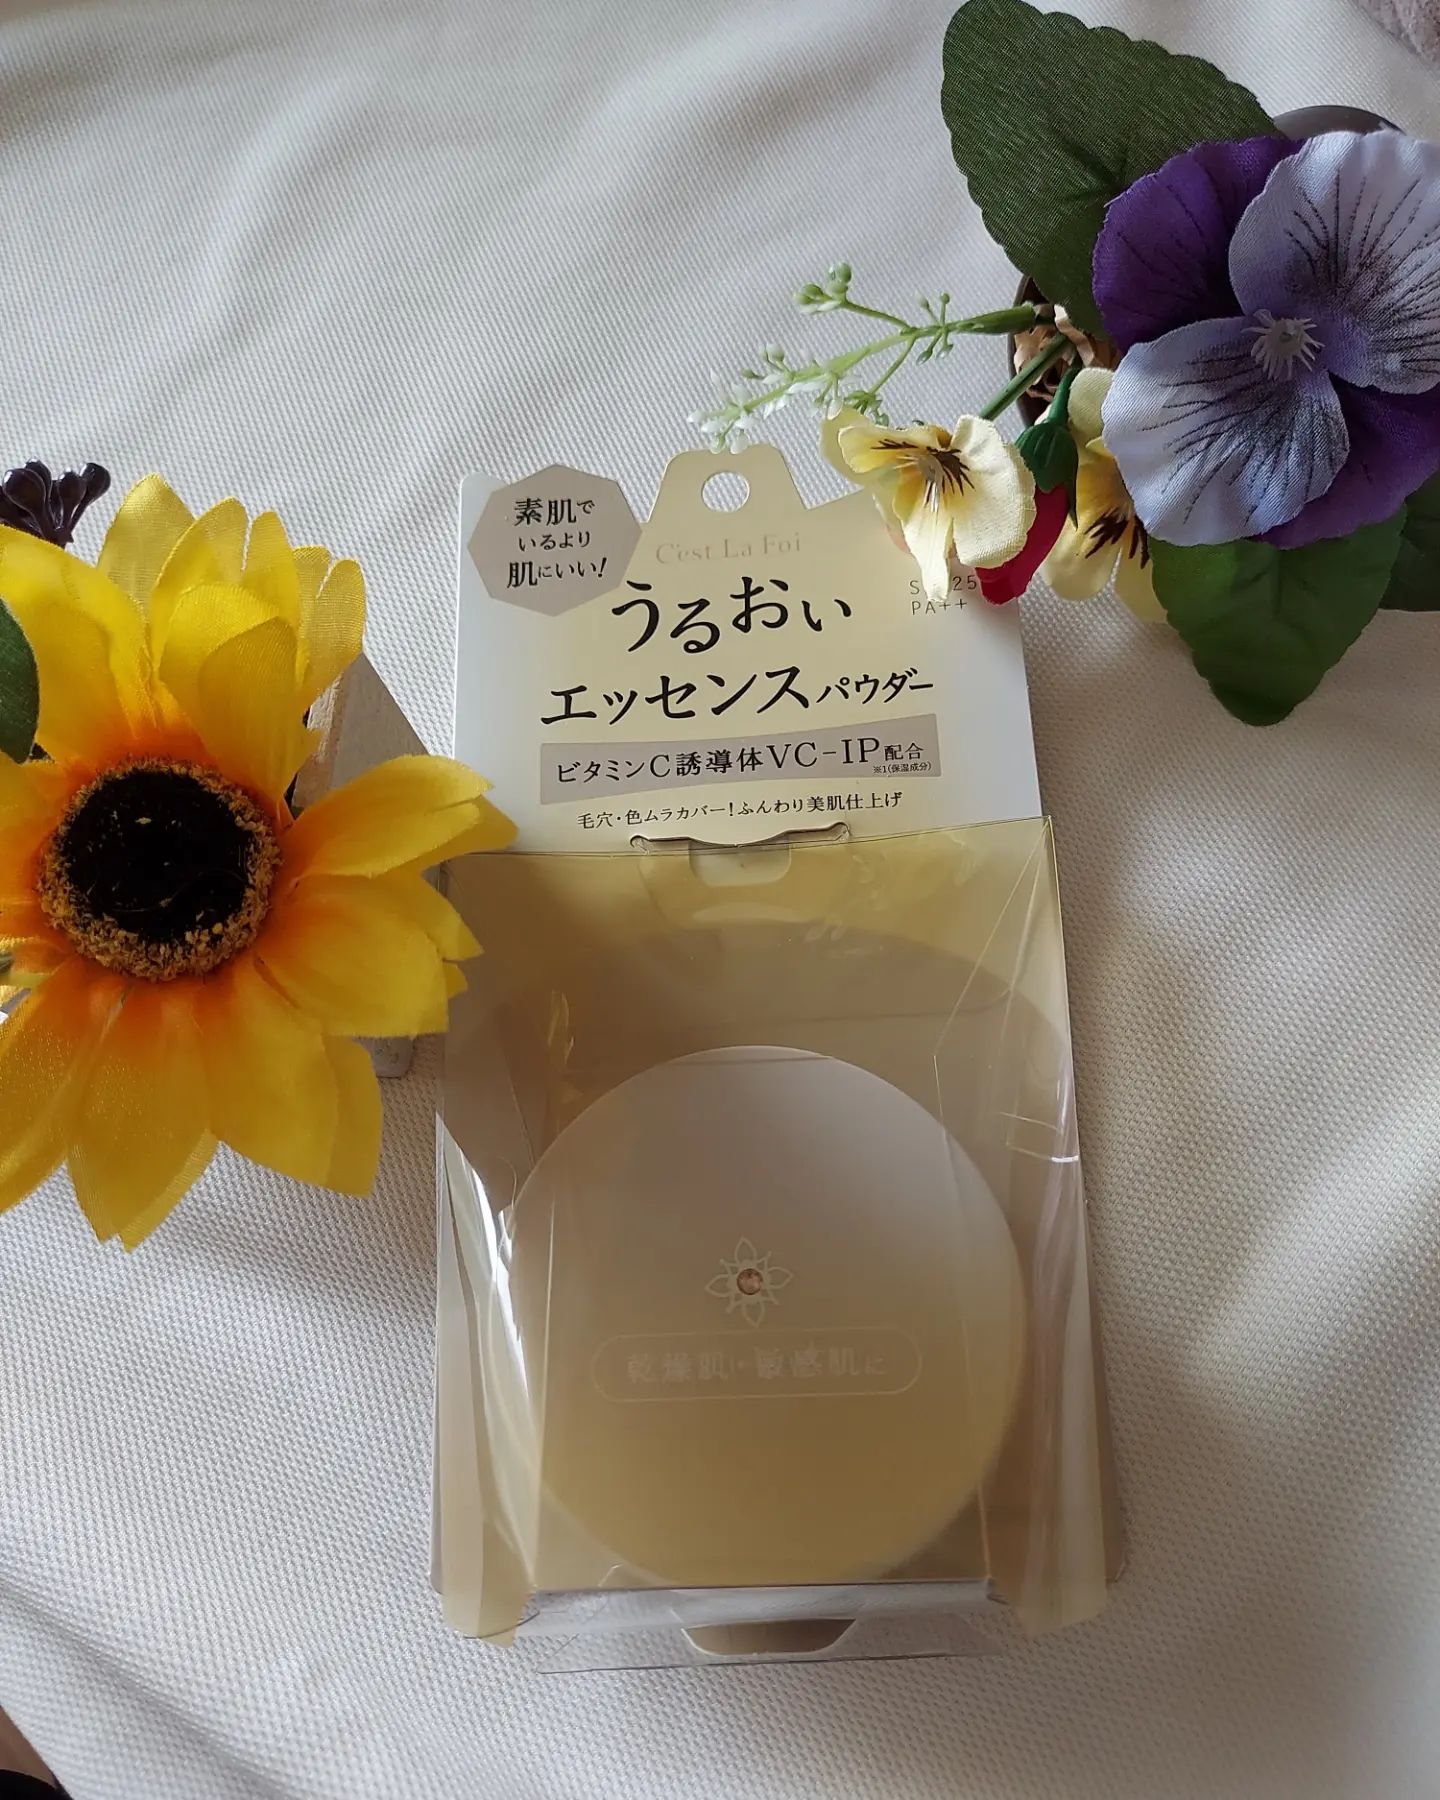 素肌で
いるより
肌にいい!
C'est La Foi
うるおい
エッセンスパウダー
25
PA++
ビタミンC誘導体VC-IP配合
※1(保湿成分)
毛穴・色ムラカバー!ふんわり美肌仕上げ
乾燥肌・敏感肌に